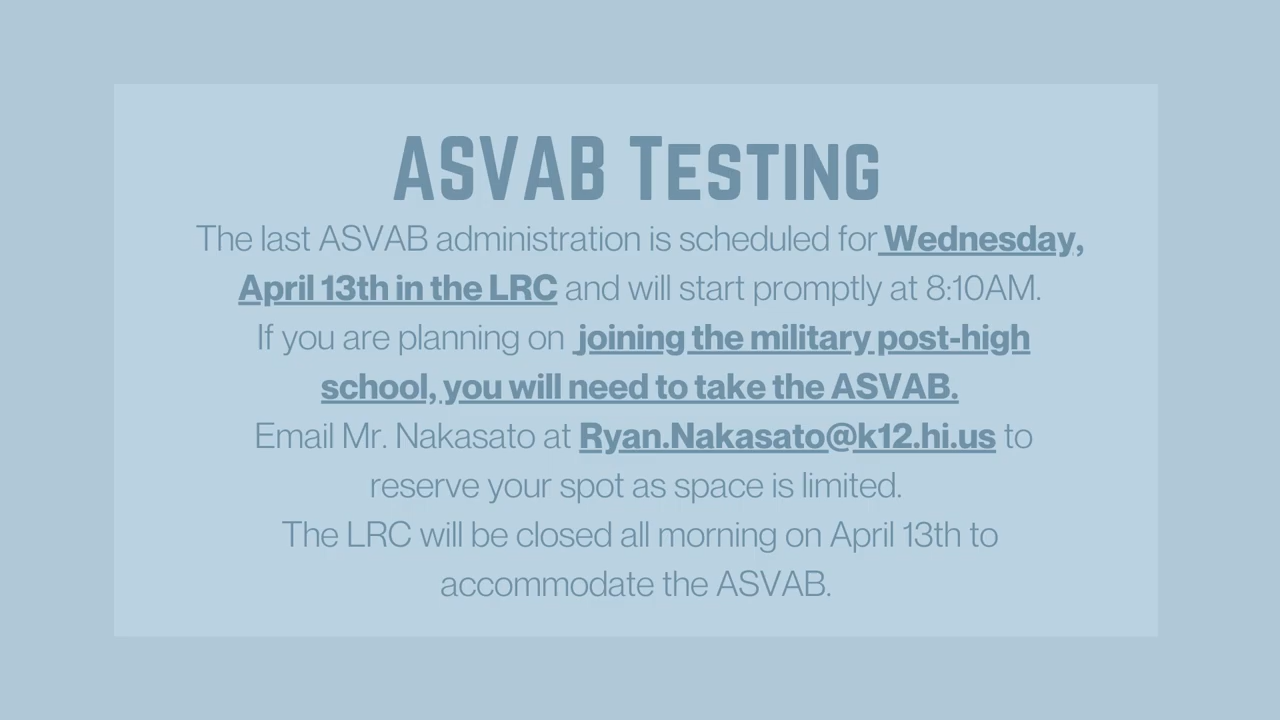 ASVAB Testing
The last ASVAB administration is scheduled for Wednesday,
April 13th in the LRC and will start promptly at 8:10AM.
If you are planning on joining the military post-high
school, you will need to take the ASVAB.
Email Mr. Nakasato at Ryan.Nakasato@k12.hi.us to
reserve your spot as space is limited.
The LRC will be closed all morning on April 13th to
accommodate the ASVAB.